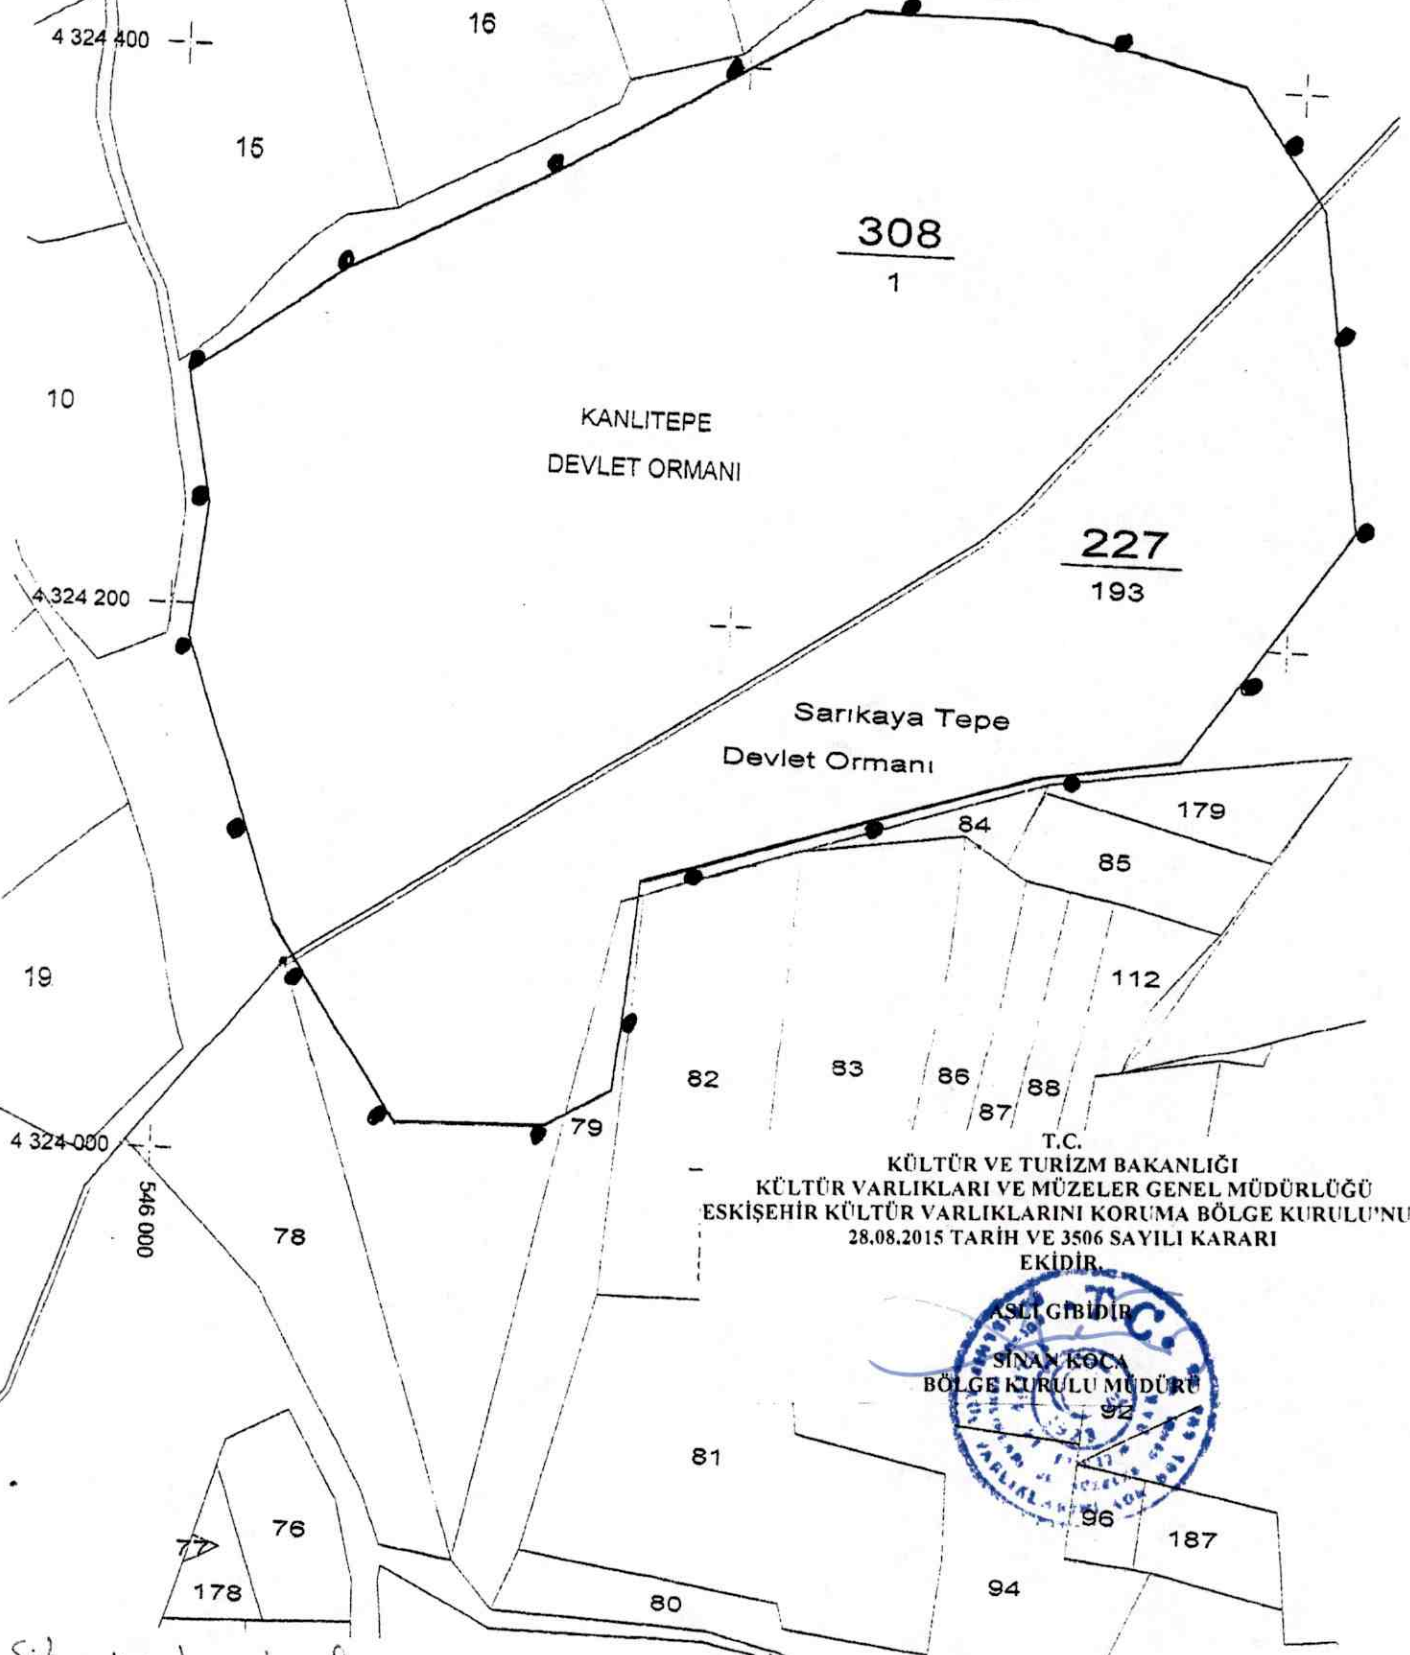 4 324 400
16
15
308
1
10
KANLITEPE
DEVLET ORMANI
227
193
4 324 200
Sarıkaya Tepe
Devlet Ormanı
179
84
85
19
112
82
83
86
88
87
79
4 324 000
546 000
78
T.C.
KÜLTÜR VE TURİZM BAKANLIĞI
KÜLTÜR VARLIKLARI VE MÜZELER GENEL MÜDÜRLÜĞÜ
ESKİŞEHİR KÜLTÜR VARLIKLARINI KORUMA BÖLGE KURULU'NU
28.08.2015 TARİH VE 3506 SAYILI KARARI
EKİDİR.
T.C.
ASLI GİBİDİR
SİNAN KOCA
BÖLGE KURULU MÜDÜRÜ
92
81
96
187
76
77
178
80
94